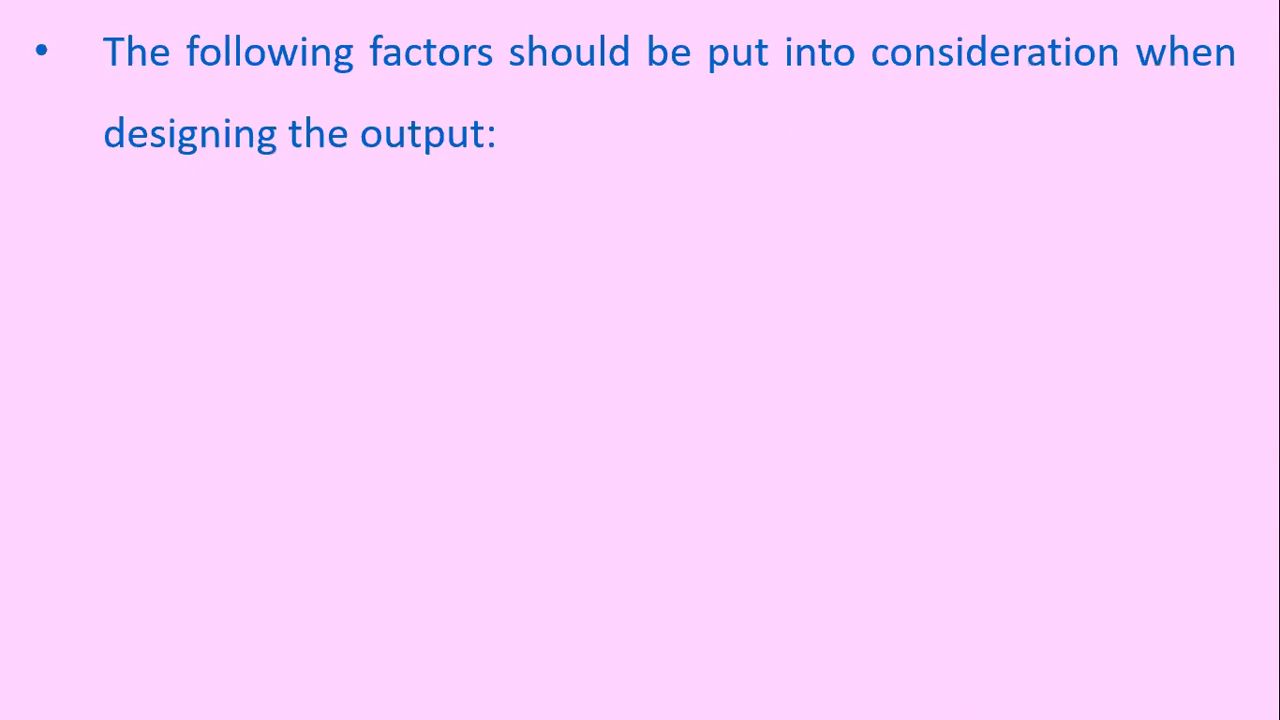 • The following factors should be put into consideration when
designing the output: